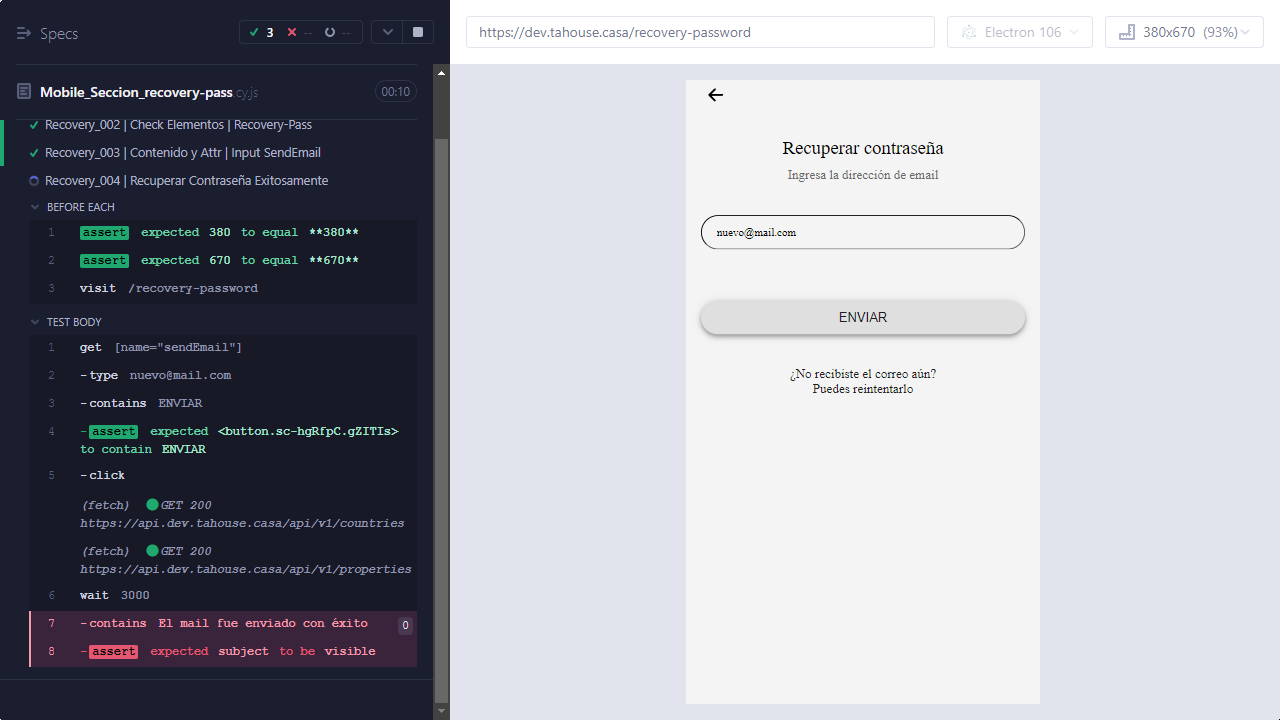 Specs
3 -- --
https://dev.tahouse.casa/recovery-password
Electron 106
380x670 (93%)
Mobile_Seccion_recovery-pass.cy.js
00:10
Recovery_002 | Check Elementos | Recovery-Pass
Recovery_003 | Contenido y Attr | Input SendEmail
Recovery_004 | Recuperar Contraseña Exitosamente
BEFORE EACH
1 assert expected 380 to equal **380**
2 assert expected 670 to equal **670**
3 visit /recovery-password
TEST BODY
1 get [name="sendEmail"]
2 -type nuevo@mail.com
3 -contains ENVIAR
4 -assert expected <button.sc-hgRfpC.gZITIs>
to contain ENVIAR
5 -click
(fetch) GET 200
https://api.dev.tahouse.casa/api/v1/countries
(fetch) GET 200
https://api.dev.tahouse.casa/api/v1/properties
6 wait 3000
7 -contains El mail fue enviado con éxito 0
8 -assert expected subject to be visible
Recuperar contraseña
Ingresa la dirección de email
nuevo@mail.com
ENVIAR
¿No recibiste el correo aún?
Puedes reintentarlo